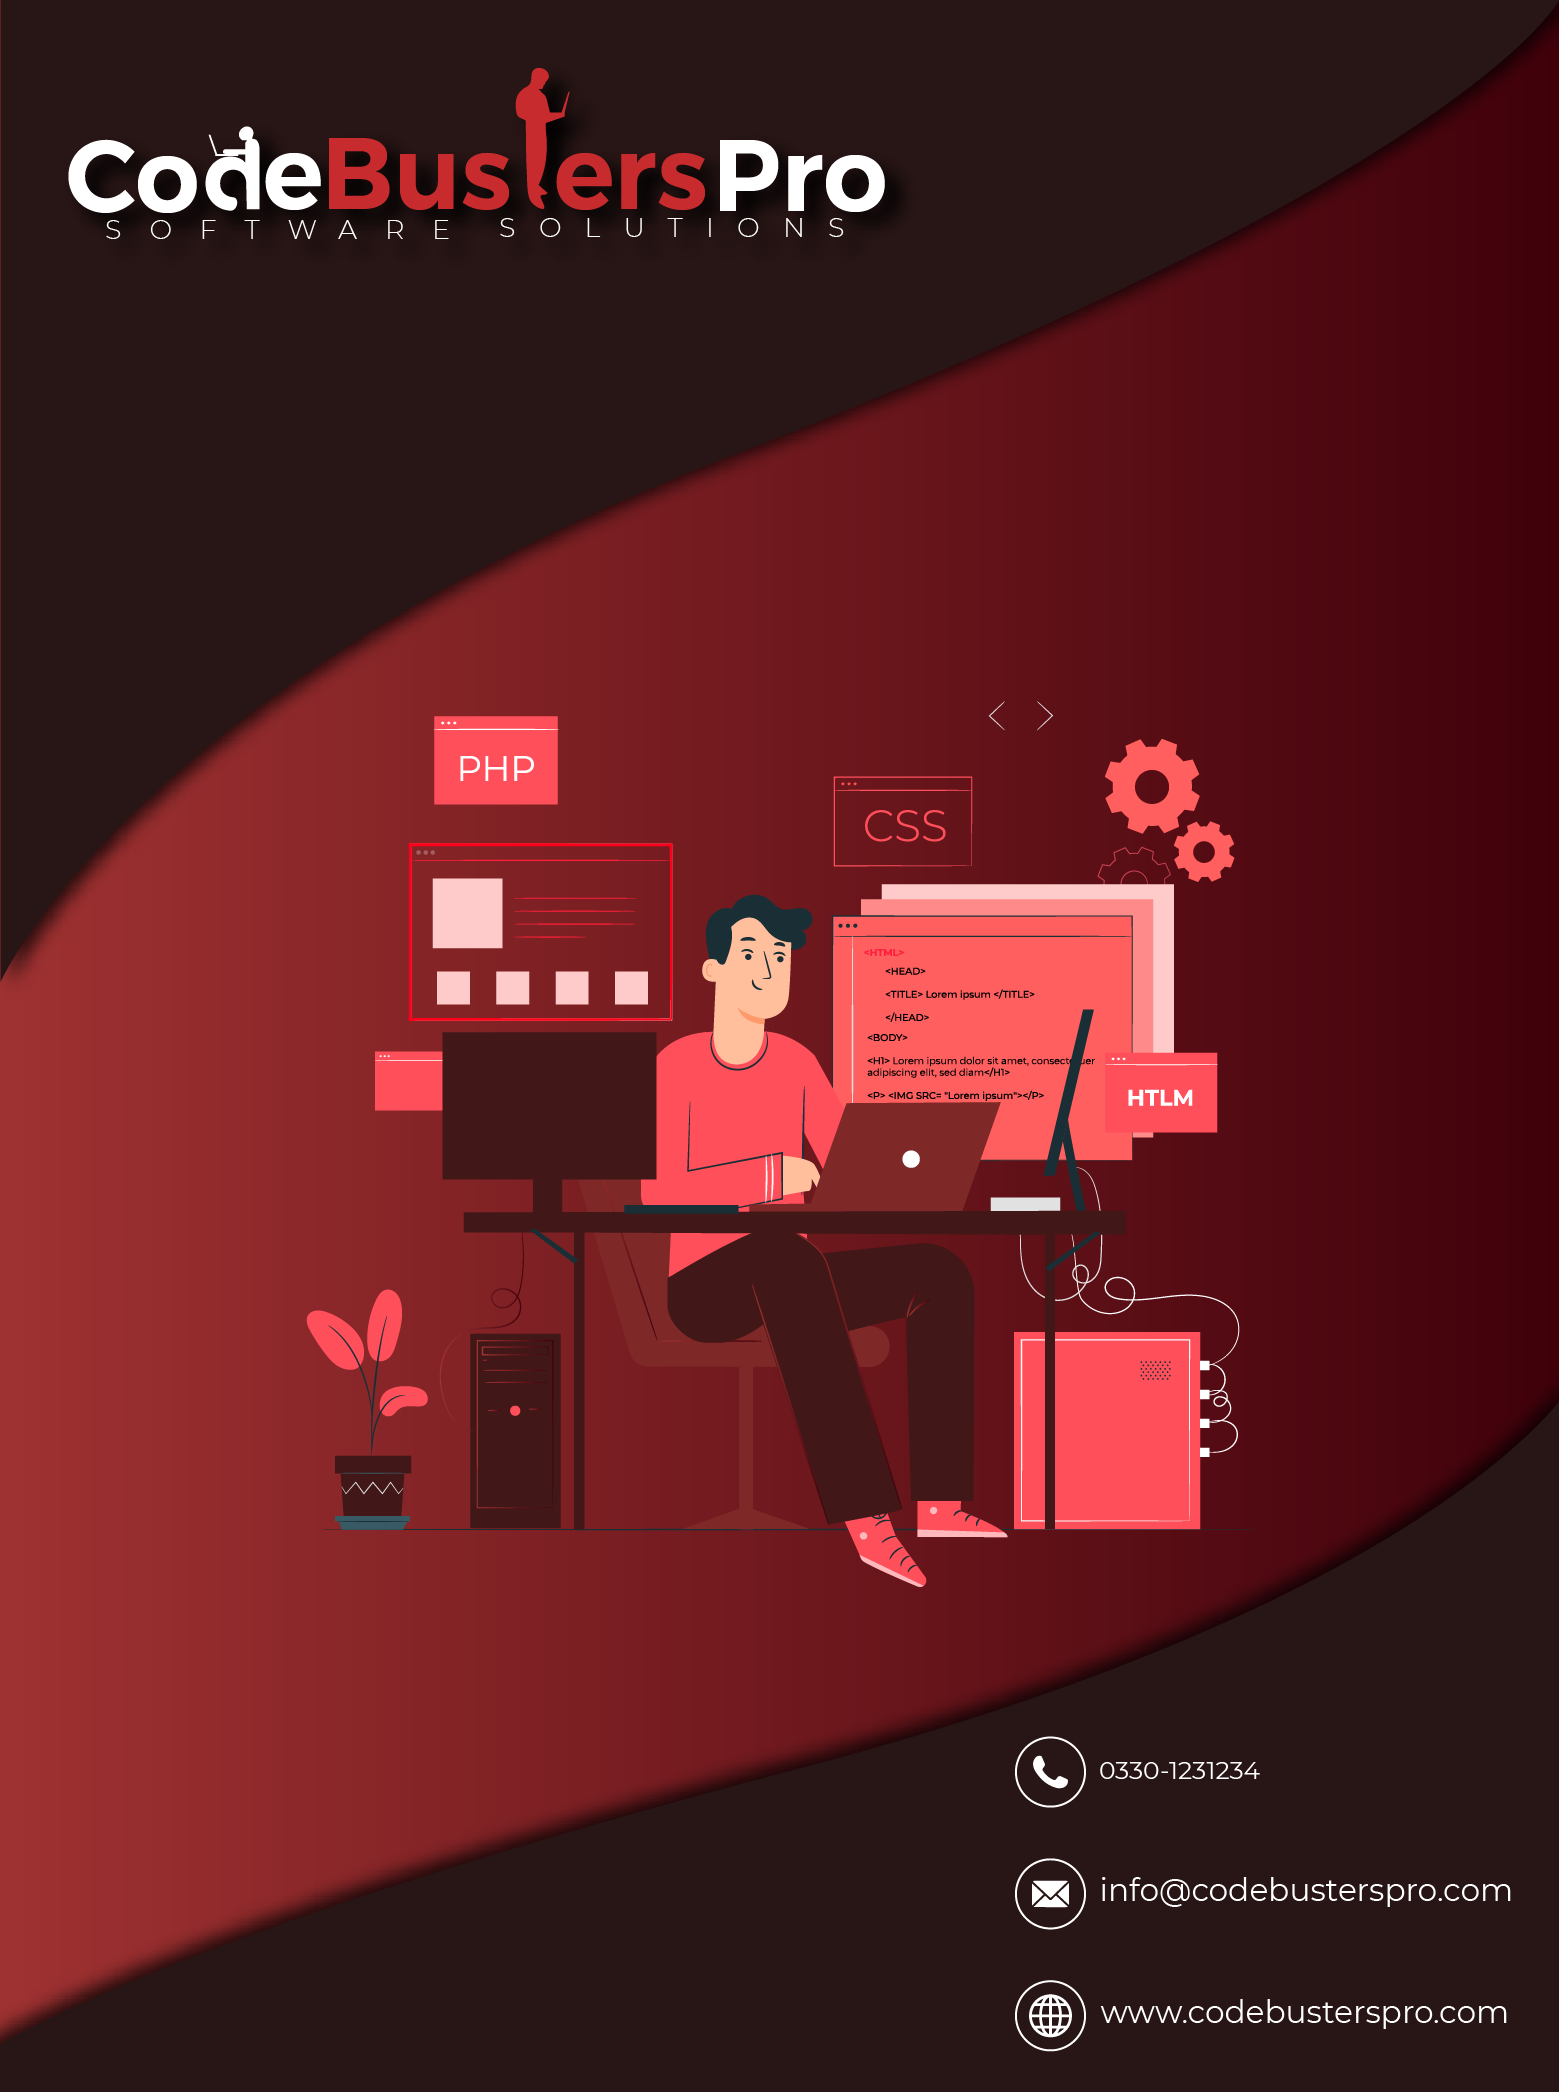 CodeBustersPro
SOFTWARE SOLUTIONS
PHP
CSS
<HTML>
<HEAD>
<TITLE> Lorem ipsum </TITLE>
</HEAD>
<BODY>
<H1> Lorem ipsum dolor sit amet, consectetuer
adipiscing elit, sed diam</H1>
<P> <IMG SRC= "Lorem ipsum"></P>
HTLM
0330-1231234
info@codebusterspro.com
www.codebusterspro.com